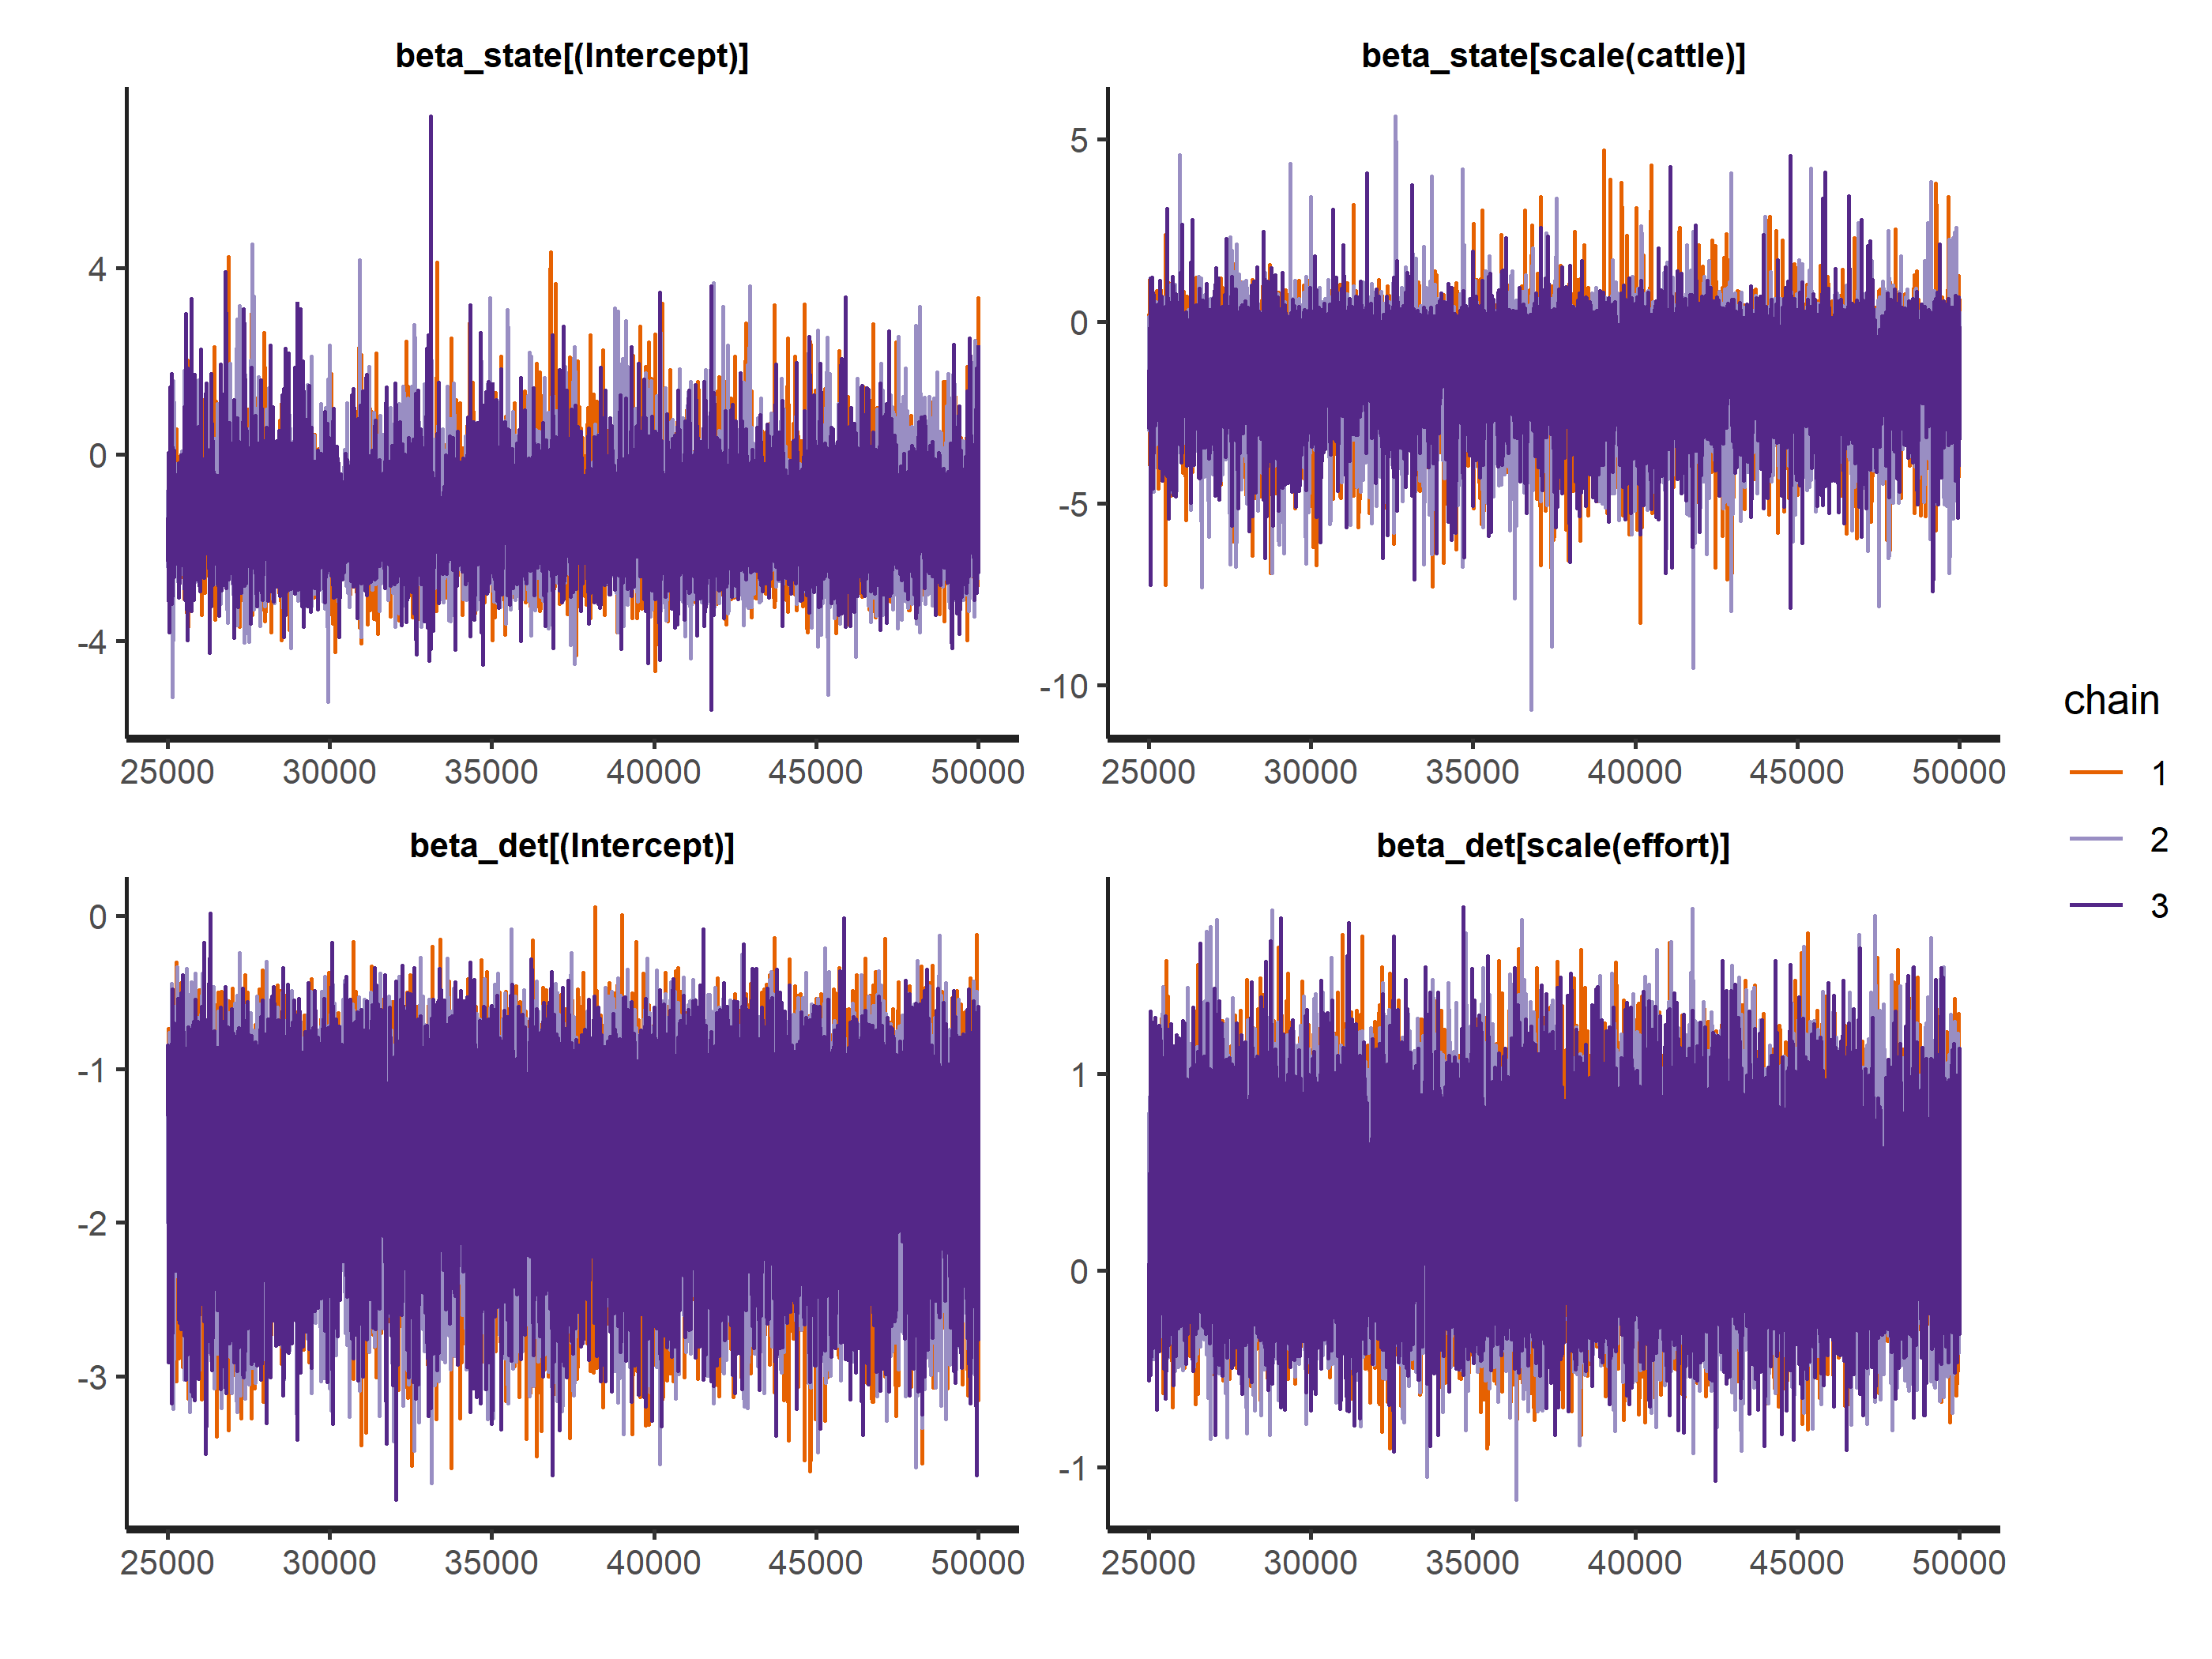 beta_state[(Intercept)]
beta_state[scale(cattle)]
4
0
-4
5
0
-5
-10
25000 30000 35000 40000 45000 50000
25000 30000 35000 40000 45000 50000
beta_det[(Intercept)]
beta_det[scale(effort)]
0
-1
-2
-3
1
0
-1
25000 30000 35000 40000 45000 50000
25000 30000 35000 40000 45000 50000
chain
1
2
3